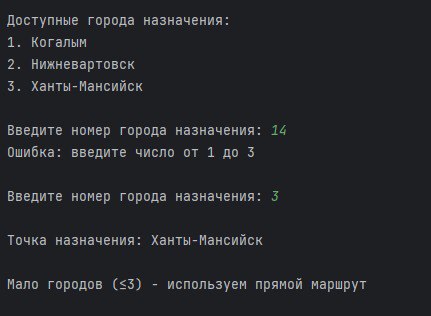 Доступные города назначения:
1. Когалым
2. Нижневартовск
3. Ханты-Мансийск
Введите номер города назначения: 14
Ошибка: введите число от 1 до 3
Введите номер города назначения: 3
Точка назначения: Ханты-Мансийск
Мало городов (≤3) - используем прямой маршрут